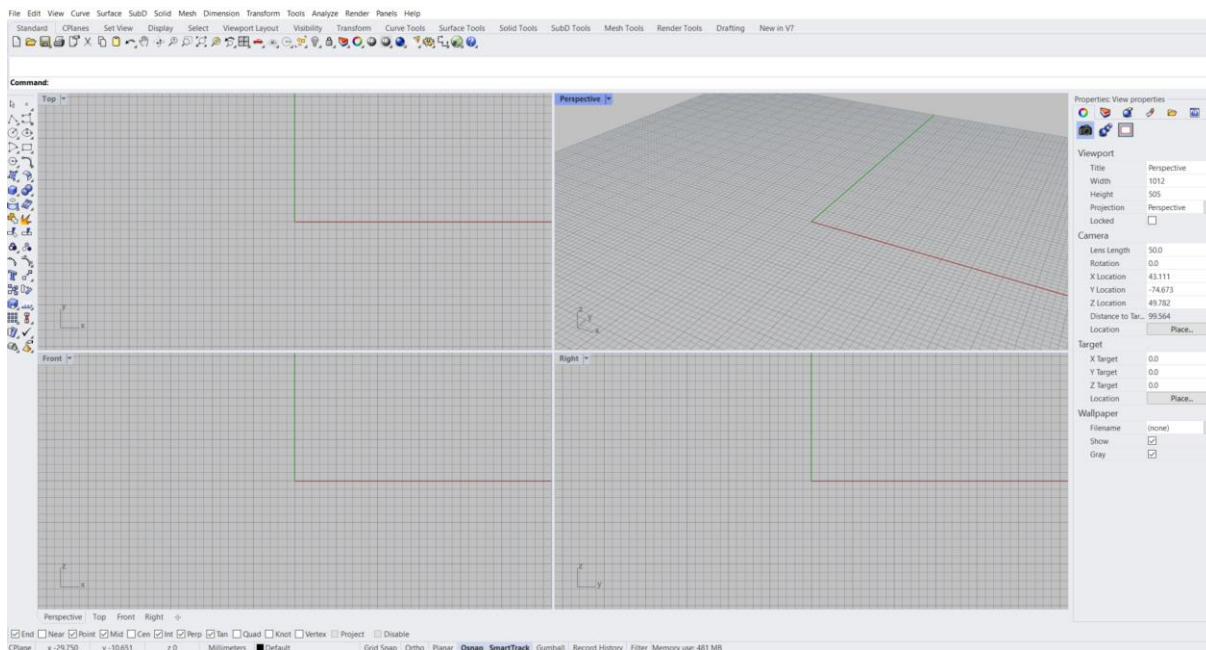 File Edit View Curve Surface SubD Solid Mesh Dimension Transform Tools Analyze Render Panels Help
Standard CPlanes Set View Display Select Viewport Layout Visibility Transform Curve Tools Surface Tools Solid Tools SubD Tools Mesh Tools Render Tools Drafting New in V7
Command:
Top
y
x
Perspective
z
y
x
Front
z
x
Right
z
y
Properties: View properties
Viewport
Title Perspective
Width 1012
Height 505
Projection Perspective
Locked
Camera
Lens Length 50.0
Rotation 0.0
X Location 43.111
Y Location -74.673
Z Location 49.782
Distance to Tar... 99.564
Location Place...
Target
X Target 0.0
Y Target 0.0
Z Target 0.0
Location Place...
Wallpaper
Filename (none)
Show
Gray
Perspective Top Front Right
End Near Point Mid Cen Int Perp Tan Quad Knot Vertex Project Disable
CPlane x -29.750 y -10.651 z 0 Millimeters Default Grid Snap Ortho Planar Osnap SmartTrack Gumball Record History Filter Memory use: 481 MB